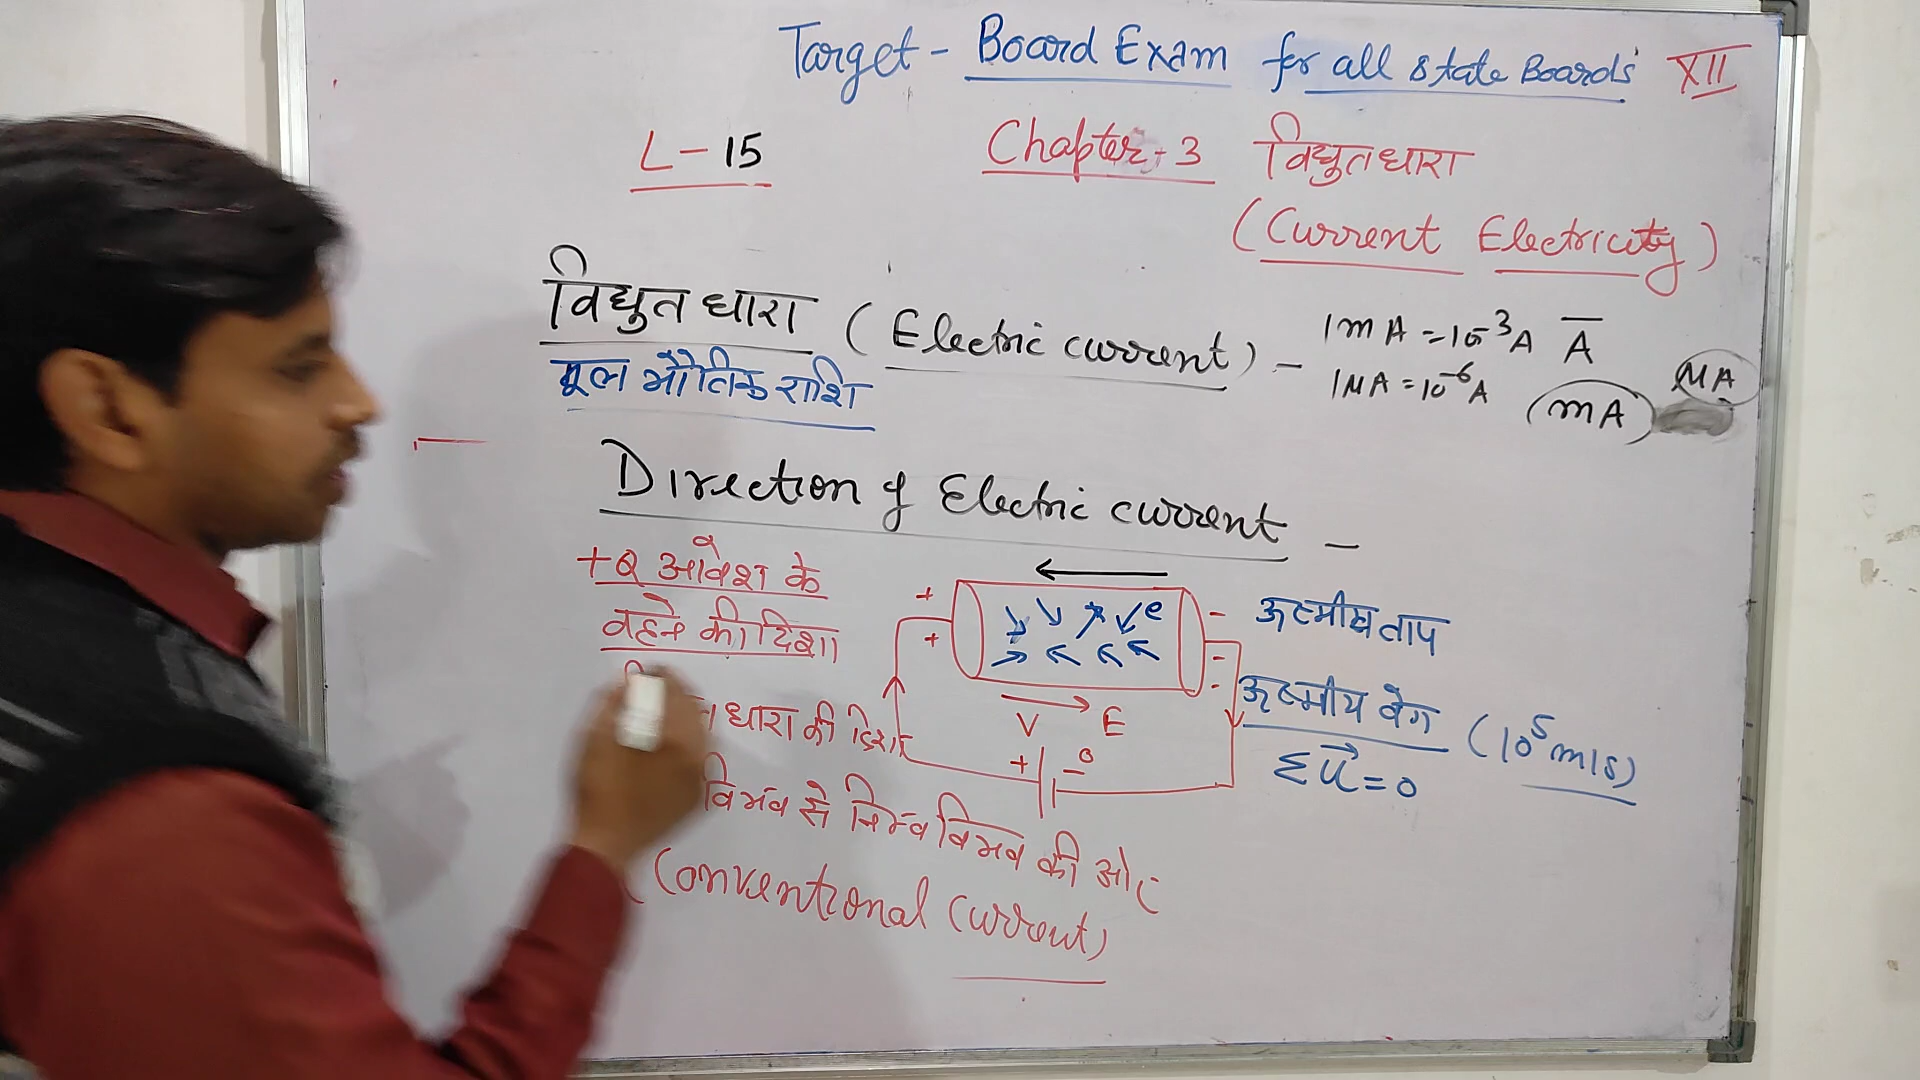 Target - Board Exam for all state Boards XII
L - 15
Chapter - 3 विधुत धारा
(Current Electricity)
विधुत धारा (Electric current) -
1mA = 10⁻³A A
1μA = 10⁻⁶A
(mA)
μA
मूल भौतिक राशि
Direction of Electric current -
+Q आवेश के
वहन की दिशा
धारा की दिशा
विभव से निम्न विभव की ओर
(Conventional Current)
+ +
e
- - -
V E
+ -
ऊष्मीय ताप
ऊष्मीय वेग (10⁵ m/s)
Σu⃗ = 0